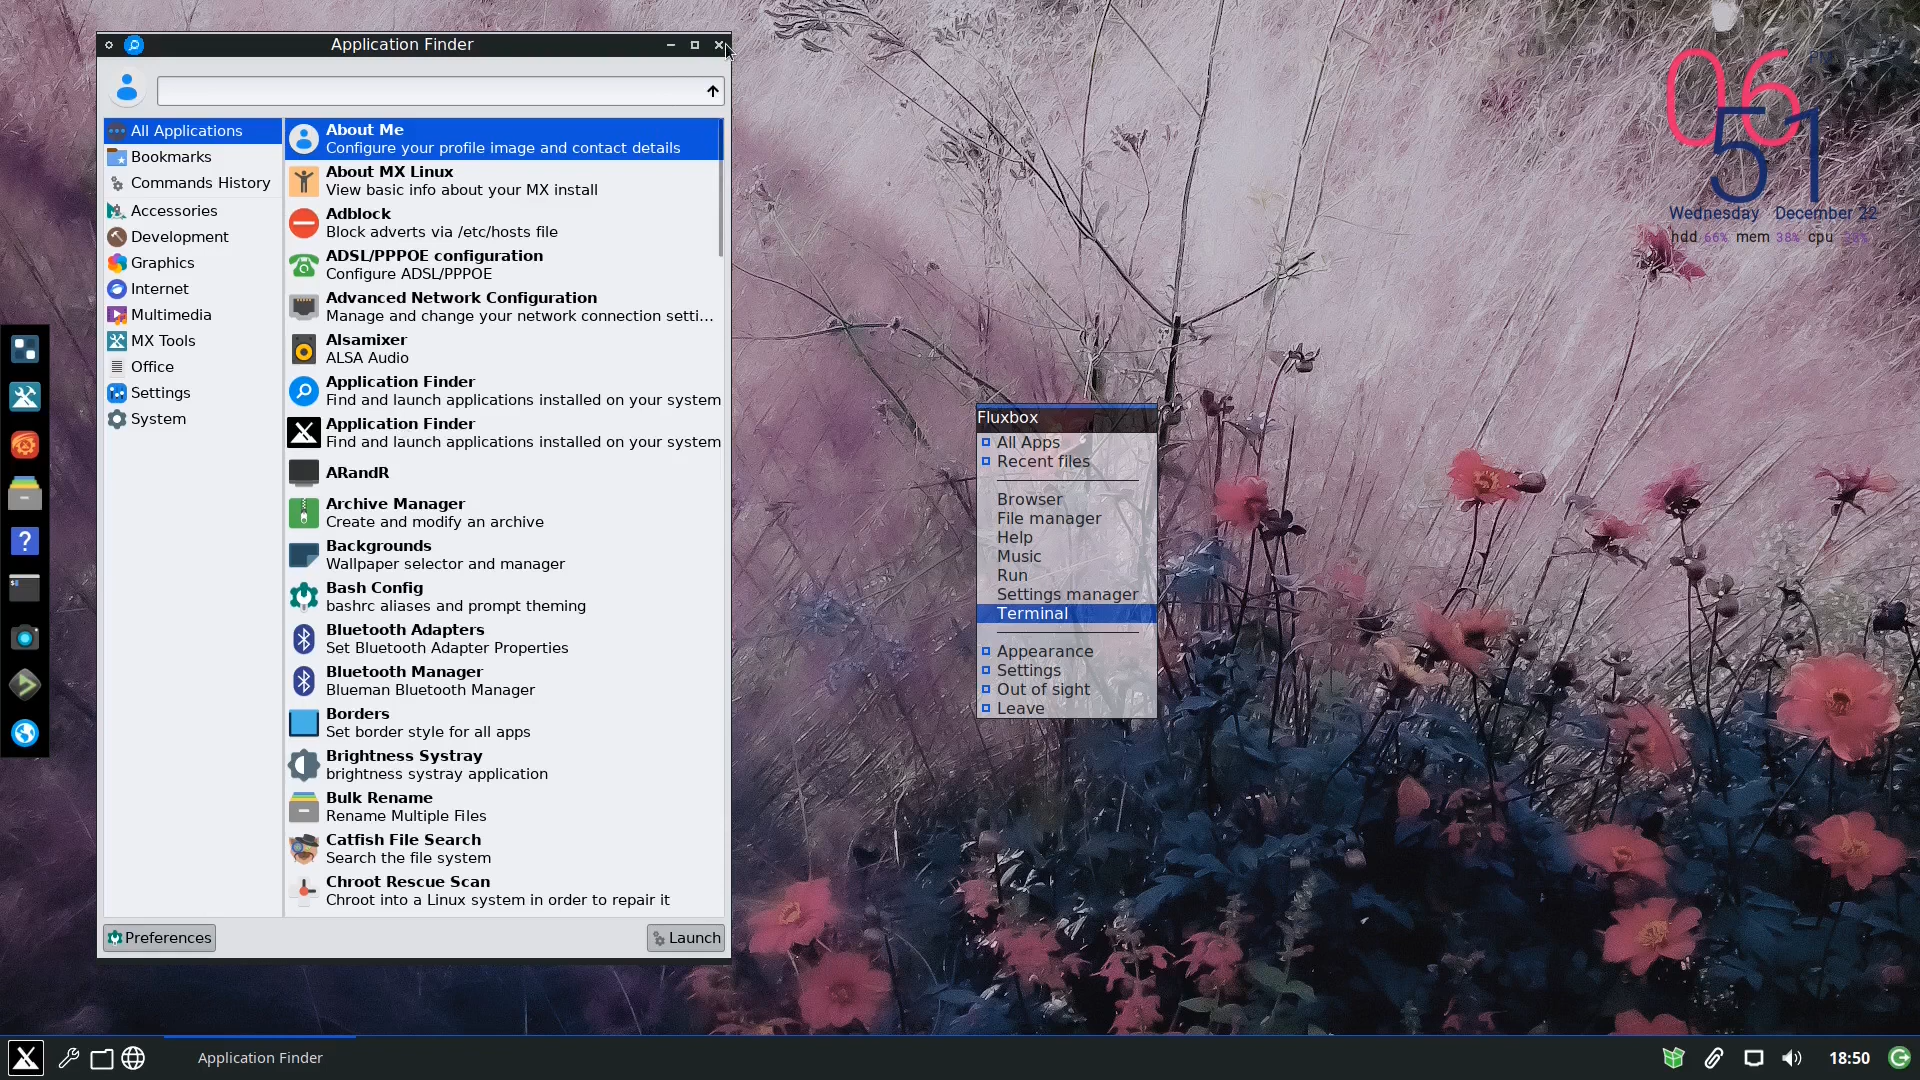 Application Finder
All Applications
Bookmarks
Commands History
Accessories
Development
Graphics
Internet
Multimedia
MX Tools
Office
Settings
System
About Me
Configure your profile image and contact details
About MX Linux
View basic info about your MX install
Adblock
Block adverts via /etc/hosts file
ADSL/PPPOE configuration
Configure ADSL/PPPOE
Advanced Network Configuration
Manage and change your network connection setti...
Alsamixer
ALSA Audio
Application Finder
Find and launch applications installed on your system
Application Finder
Find and launch applications installed on your system
ARandR
Archive Manager
Create and modify an archive
Backgrounds
Wallpaper selector and manager
Bash Config
bashrc aliases and prompt theming
Bluetooth Adapters
Set Bluetooth Adapter Properties
Bluetooth Manager
Blueman Bluetooth Manager
Borders
Set border style for all apps
Brightness Systray
brightness systray application
Bulk Rename
Rename Multiple Files
Catfish File Search
Search the file system
Chroot Rescue Scan
Chroot into a Linux system in order to repair it
Preferences
Launch
Fluxbox
All Apps
Recent files
Browser
File manager
Help
Music
Run
Settings manager
Terminal
Appearance
Settings
Out of sight
Leave
06 PM
51
Wednesday December 22
hdd 66% mem 38% cpu
Application Finder
18:50